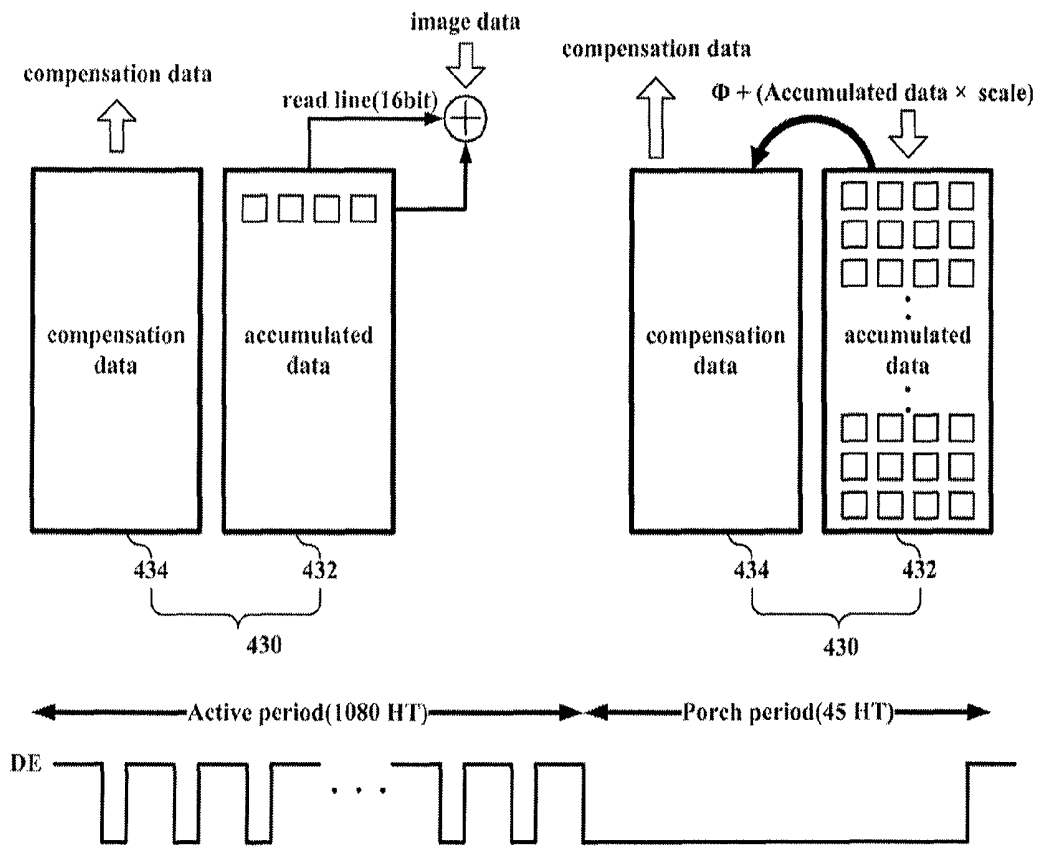 image data
compensation data
read line(16bit)
compensation
data
accumulated
data
434
432
430
compensation data
Φ + (Accumulated data × scale)
compensation
data
accumulated
data
434
432
430
Active period(1080 HT)
Porch period(45 HT)
DE